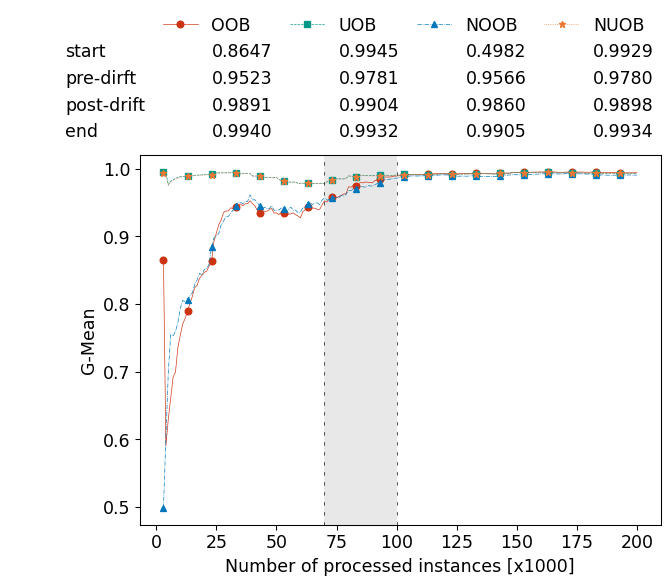 OOB UOB NOOB NUOB
start 0.8647 0.9945 0.4982 0.9929
pre-dirft 0.9523 0.9781 0.9566 0.9780
post-drift 0.9891 0.9904 0.9860 0.9898
end 0.9940 0.9932 0.9905 0.9934
1.0
0.9
0.8
0.7
0.6
0.5
G-Mean
0 25 50 75 100 125 150 175 200
Number of processed instances [x1000]